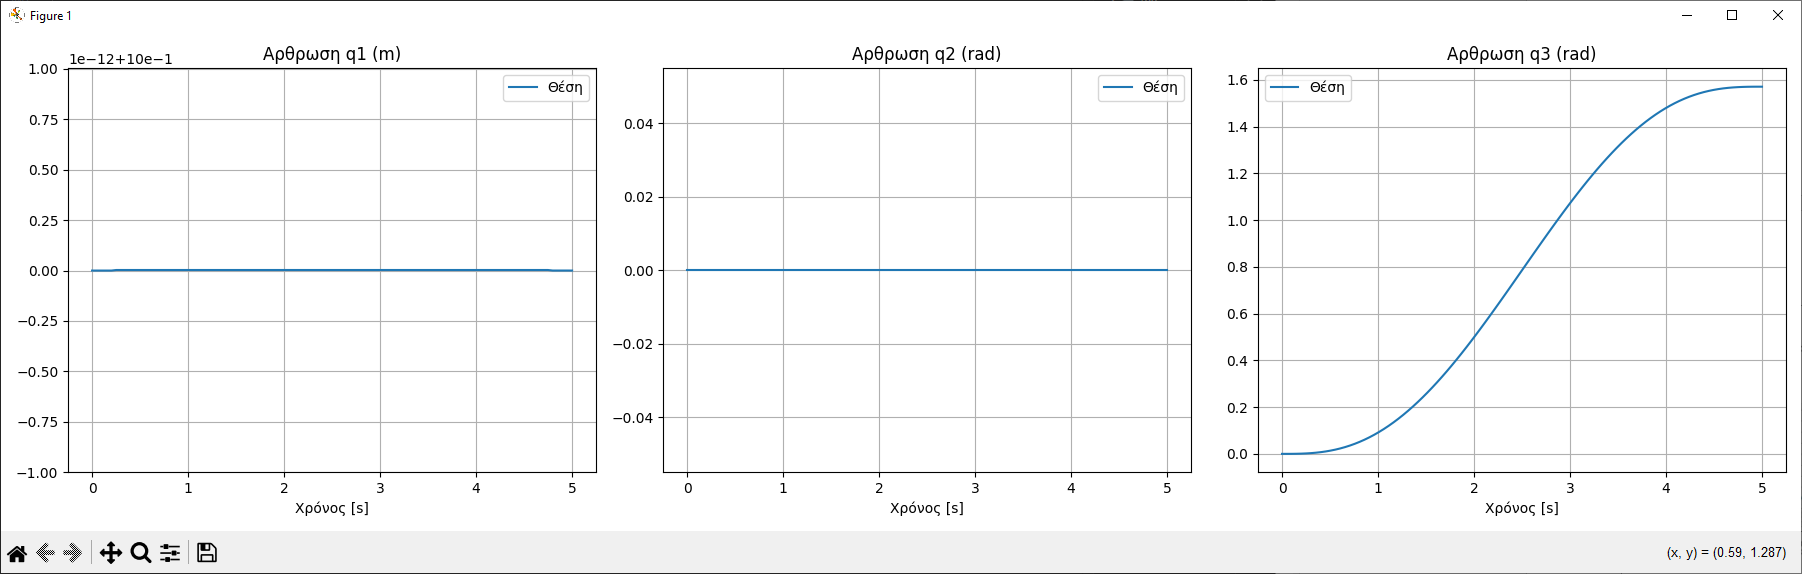 Figure 1
Αρθρωση q1 (m)
1e−12+10e−1
Θέση
1.00
0.75
0.50
0.25
0.00
−0.25
−0.50
−0.75
−1.00
0 1 2 3 4 5
Χρόνος [s]
Αρθρωση q2 (rad)
Θέση
0.04
0.02
0.00
−0.02
−0.04
0 1 2 3 4 5
Χρόνος [s]
Αρθρωση q3 (rad)
Θέση
1.6
1.4
1.2
1.0
0.8
0.6
0.4
0.2
0.0
0 1 2 3 4 5
Χρόνος [s]
(x, y) = (0.59, 1.287)